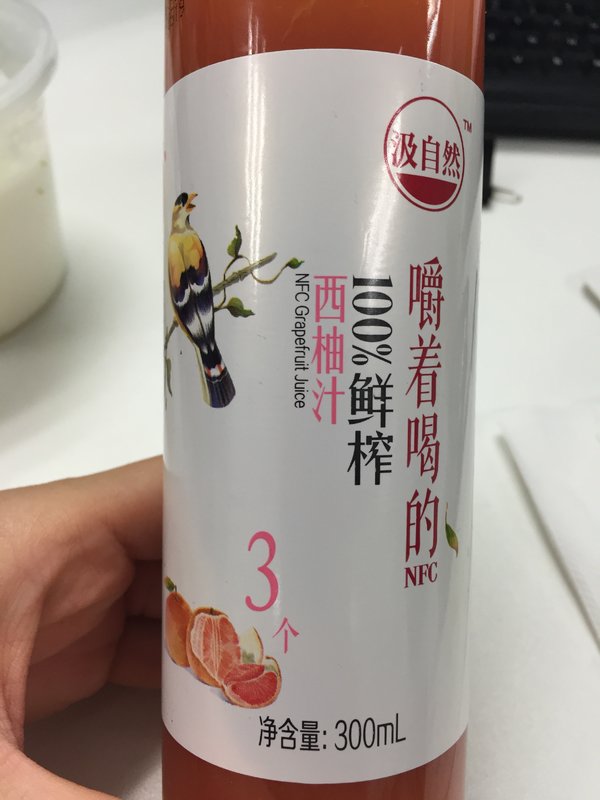 汲自然
TM
嚼着喝的
NFC
100%鲜榨
西柚汁
NFC Grapefruit Juice
3个
净含量: 300mL